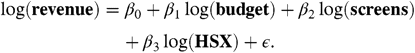 log(revenue) = β₀ + β₁ log(budget) + β₂ log(screens)
+ β₃ log(HSX) + ϵ.